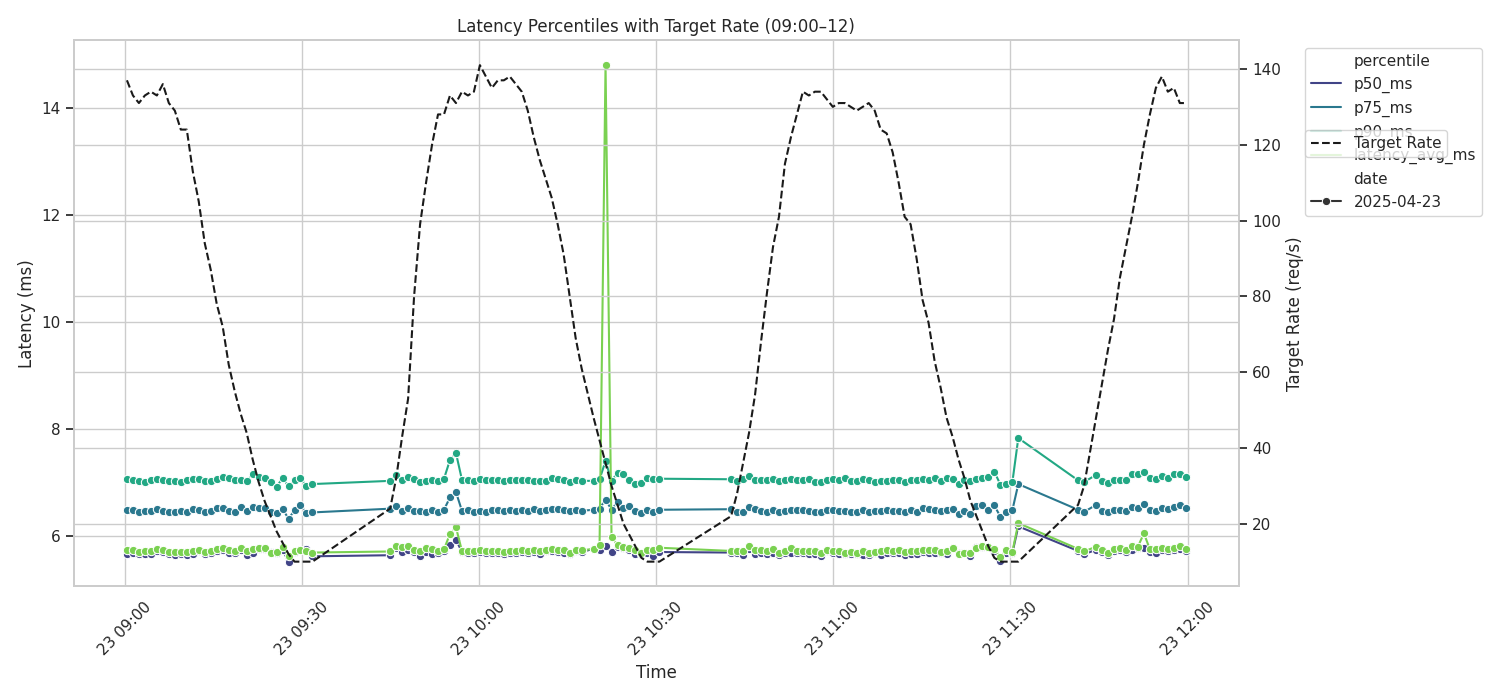 Latency Percentiles with Target Rate (09:00–12)
Latency (ms)
14
12
10
8
6
23 09:00
23 09:30
23 10:00
23 10:30
23 11:00
23 11:30
23 12:00
Time
140
120
100
80
60
40
20
Target Rate (req/s)
percentile
p50_ms
p75_ms
p90_ms
Target Rate
latency_avg_ms
date
2025-04-23